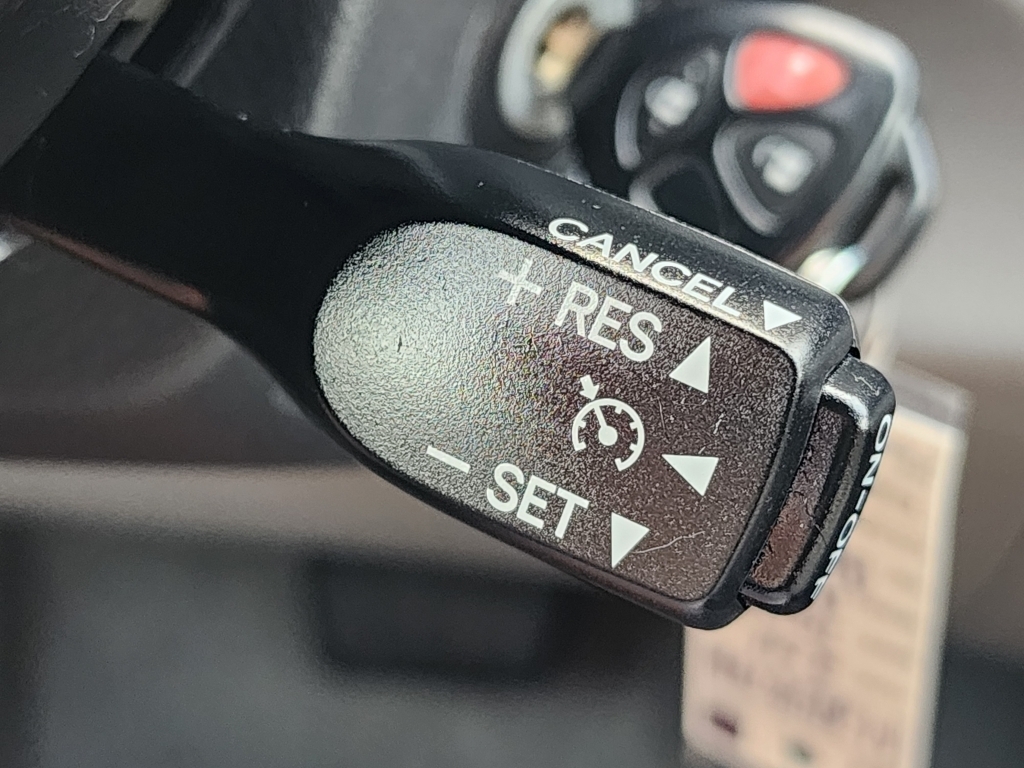 CANCEL
+ RES
- SET
ON-OFF